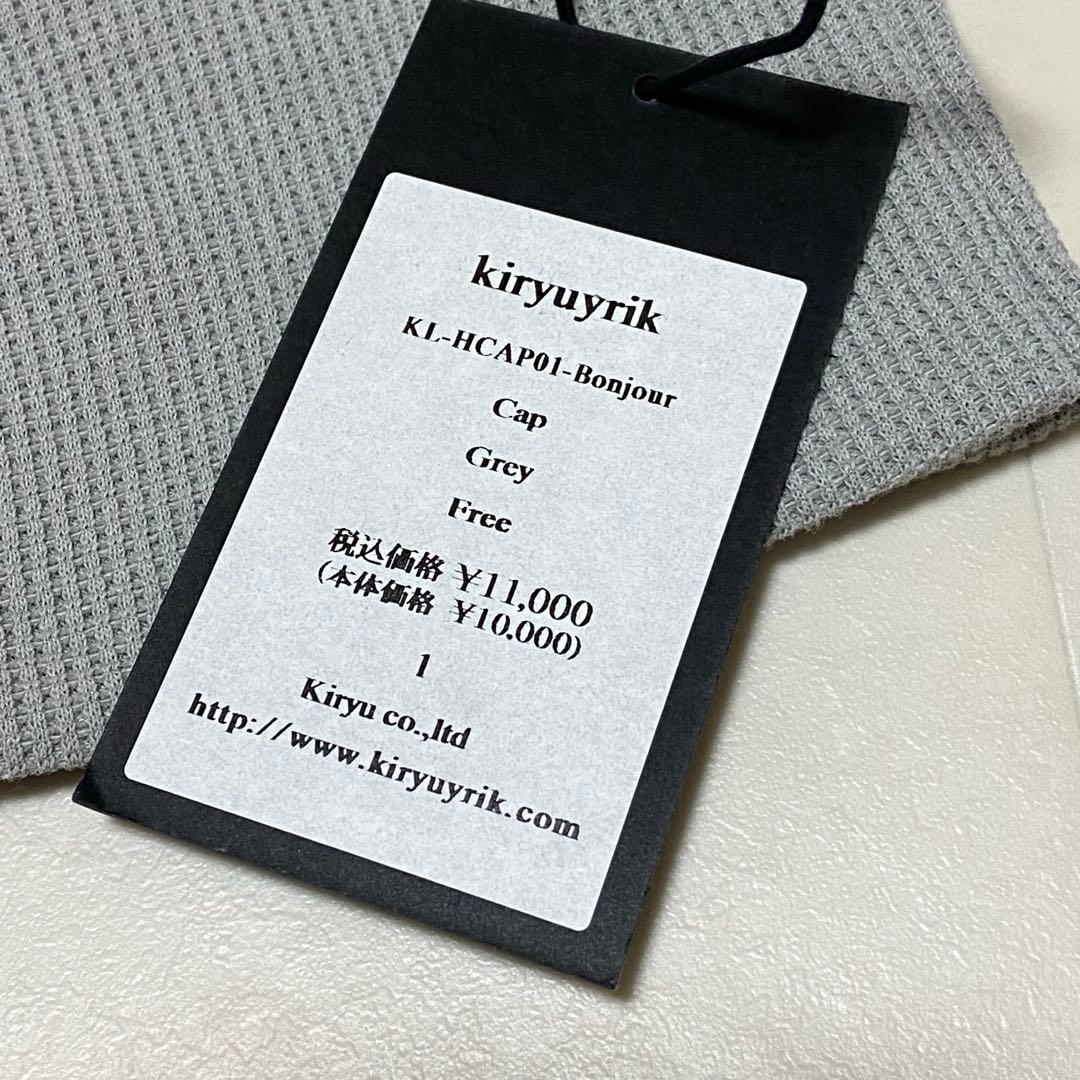 kiryuyrik
KL-HCAP01-Bonjour
Cap
Grey
Free
税込価格 ¥11,000
(本体価格 ¥10,000)
1
Kiryu co.,ltd
http://www.kiryuyrik.com